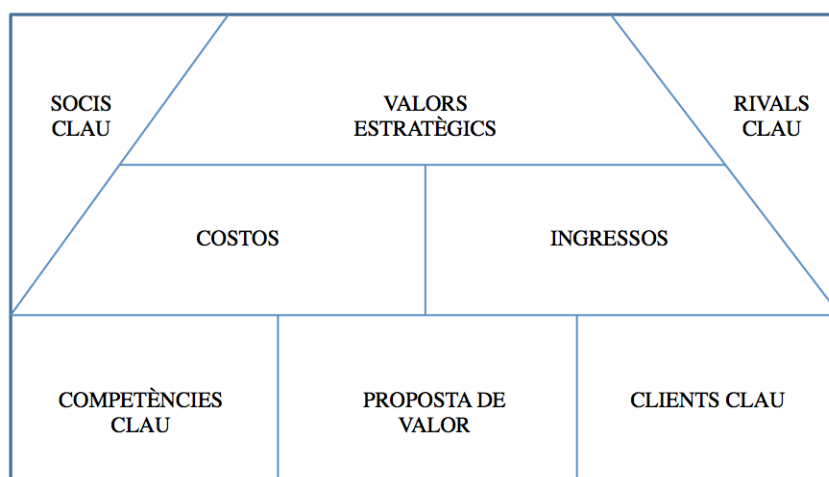 SOCIS
CLAU
VALORS
ESTRATÈGICS
RIVALS
CLAU
COSTOS
INGRESSOS
COMPETÈNCIES
CLAU
PROPOSTA DE
VALOR
CLIENTS CLAU